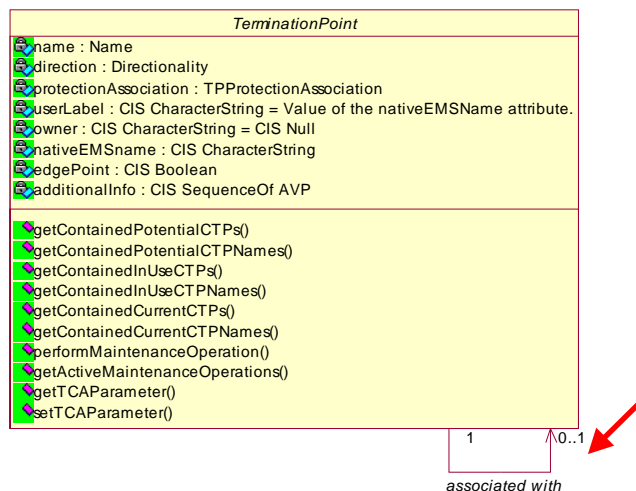 TerminationPoint
name : Name
direction : Directionality
protectionAssociation : TPProtectionAssociation
userLabel : CIS CharacterString = Value of the nativeEMSName attribute.
owner : CIS CharacterString = CIS Null
nativeEMSname : CIS CharacterString
edgePoint : CIS Boolean
additionalInfo : CIS SequenceOf AVP
getContainedPotentialCTPs()
getContainedPotentialCTPNames()
getContainedInUseCTPs()
getContainedInUseCTPNames()
getContainedCurrentCTPs()
getContainedCurrentCTPNames()
performMaintenanceOperation()
getActiveMaintenanceOperations()
getTCAParameter()
setTCAParameter()
1 0..1
associated with